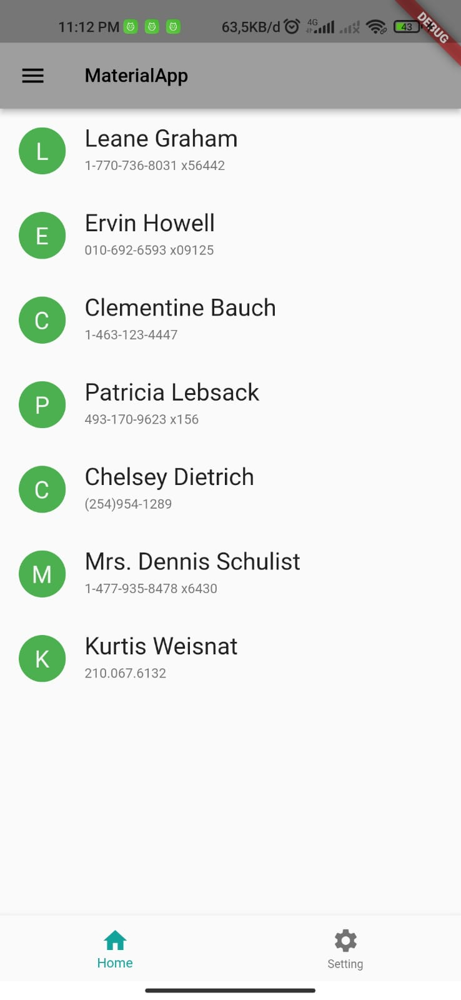 11:12 PM 63,5KB/d 4G 43
DEBUG
MaterialApp
L
Leane Graham
1-770-736-8031 x56442
E
Ervin Howell
010-692-6593 x09125
C
Clementine Bauch
1-463-123-4447
P
Patricia Lebsack
493-170-9623 x156
C
Chelsey Dietrich
(254)954-1289
M
Mrs. Dennis Schulist
1-477-935-8478 x6430
K
Kurtis Weisnat
210.067.6132
Home
Setting